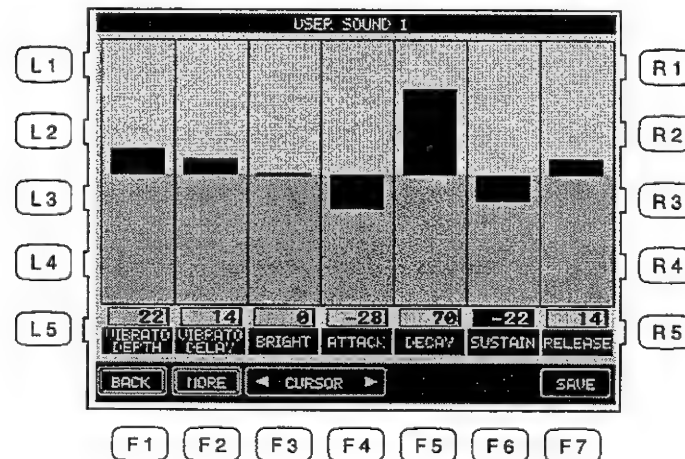 USER SOUND 1
L1 R1
L2 R2
L3 R3
L4 R4
L5 R5
22 14 0 -28 70 -22 14
VIBRATO DEPTH VIBRATO DELAY BRIGHT ATTACK DECAY SUSTAIN RELEASE
BACK MORE ◄ CURSOR ► SAVE
F1 F2 F3 F4 F5 F6 F7